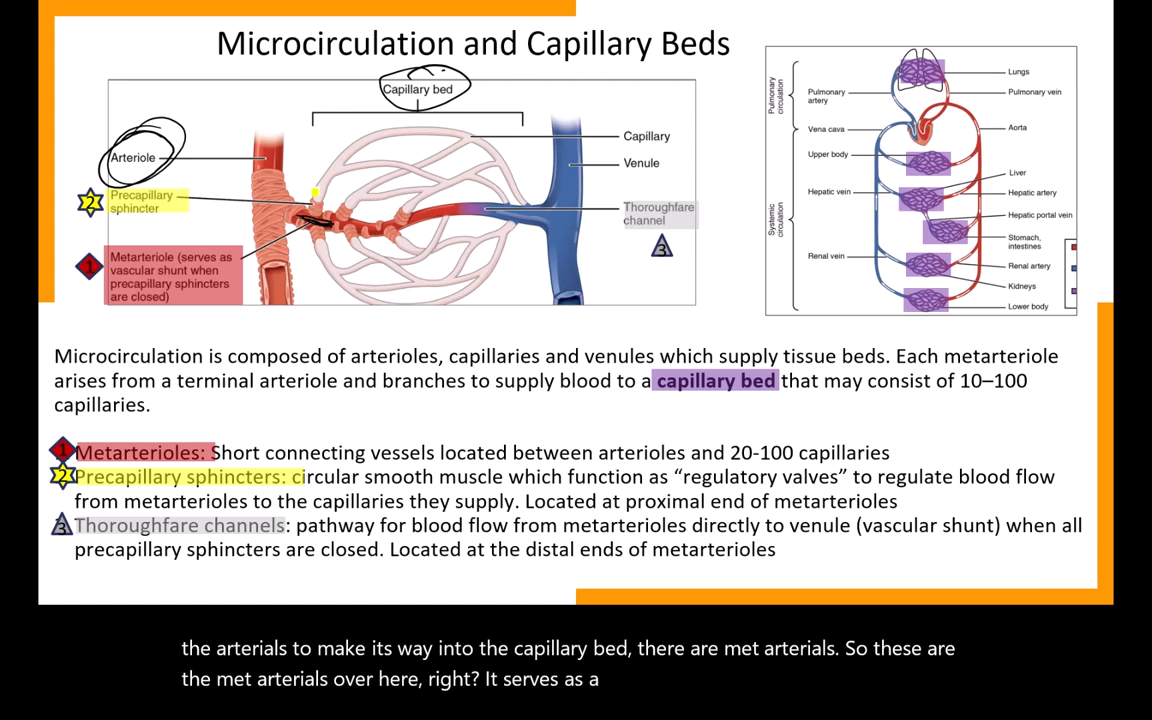 Microcirculation and Capillary Beds
Capillary bed
Arteriole
Precapillary
sphincter
2
1
Metarteriole (serves as
vascular shunt when
precapillary sphincters
are closed)
Capillary
Venule
Thoroughfare
channel
3
Pulmonary
circulation
Systemic
circulation
Pulmonary
artery
Vena cava
Upper body
Hepatic vein
Renal vein
Lungs
Pulmonary vein
Aorta
Liver
Hepatic artery
Hepatic portal vein
Stomach,
intestines
Renal artery
Kidneys
Lower body
Microcirculation is composed of arterioles, capillaries and venules which supply tissue beds. Each metarteriole
arises from a terminal arteriole and branches to supply blood to a capillary bed that may consist of 10–100
capillaries.
1 Metarterioles: Short connecting vessels located between arterioles and 20-100 capillaries
2 Precapillary sphincters: circular smooth muscle which function as “regulatory valves” to regulate blood flow
from metarterioles to the capillaries they supply. Located at proximal end of metarterioles
3 Thoroughfare channels: pathway for blood flow from metarterioles directly to venule (vascular shunt) when all
precapillary sphincters are closed. Located at the distal ends of metarterioles
the arterials to make its way into the capillary bed, there are met arterials. So these are
the met arterials over here, right? It serves as a